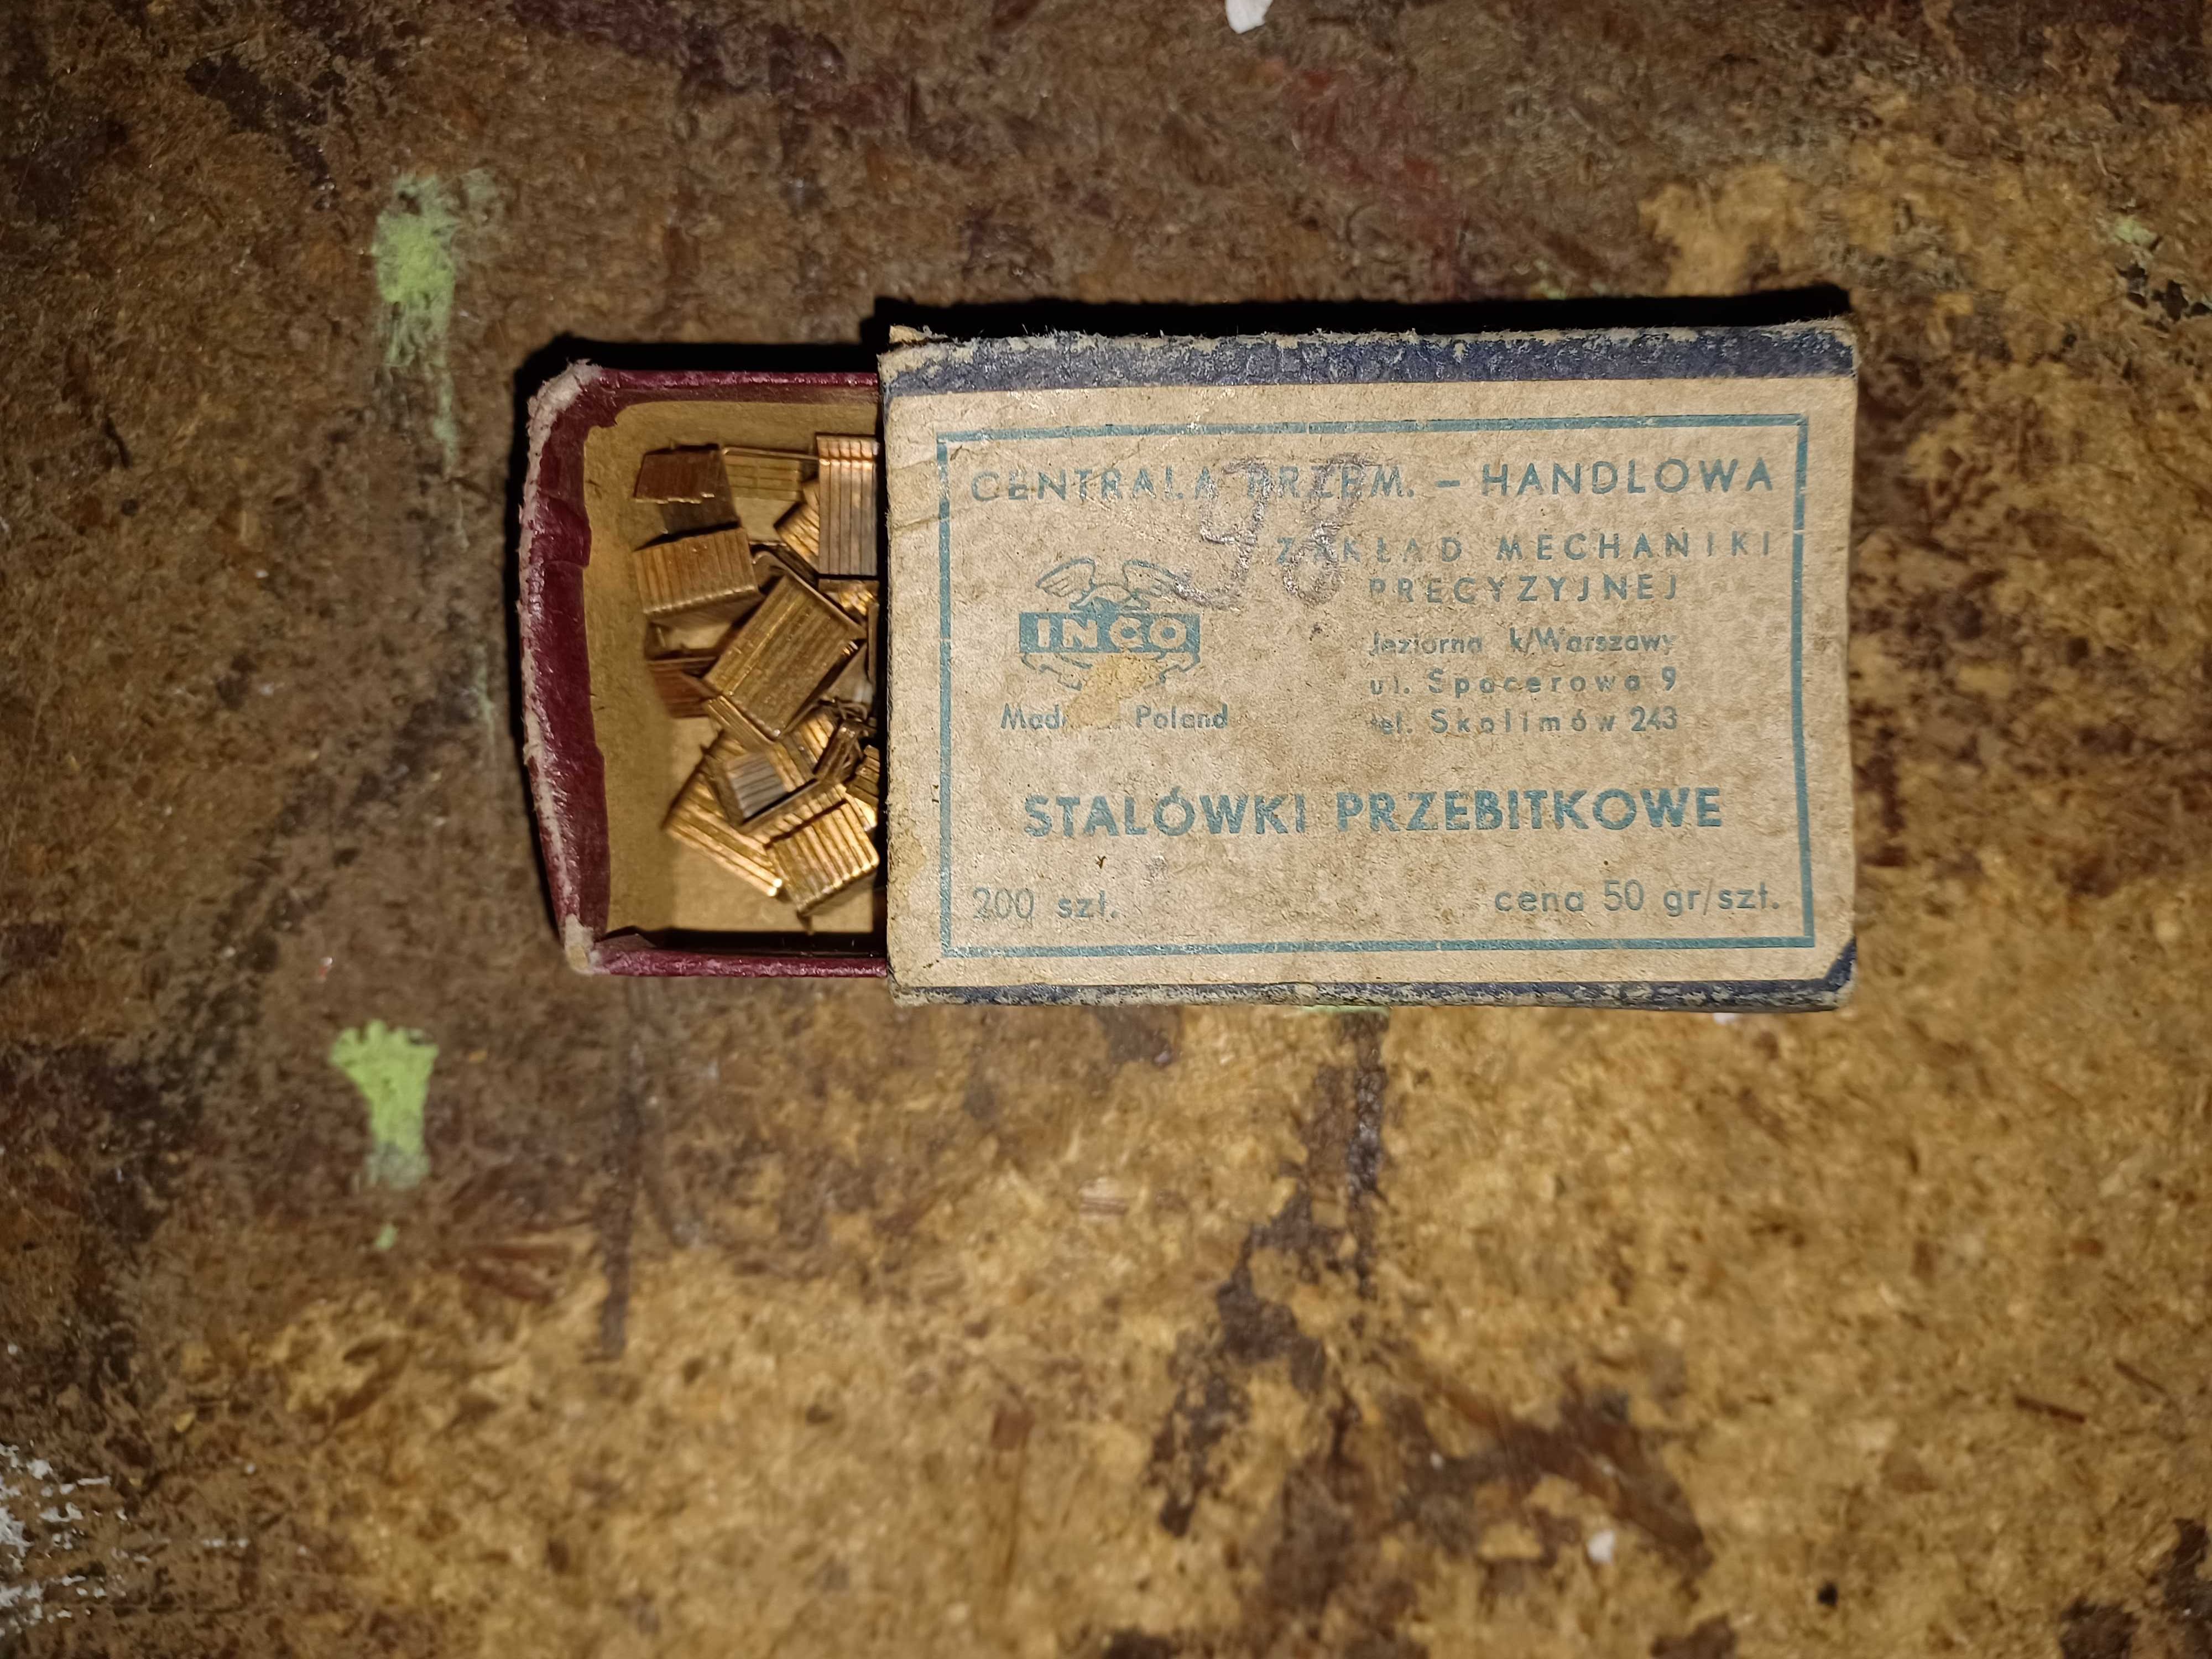 CENTRALA PRZEM. – HANDLOWA
98
ZAKŁAD MECHANIKI
PRECYZYJNEJ
INCO
Jeziorna k/Warszawy
ul. Spacerowa 9
tel. Skolimów 243
Made Poland
STALÓWKI PRZEBITKOWE
200 szt.
cena 50 gr/szt.